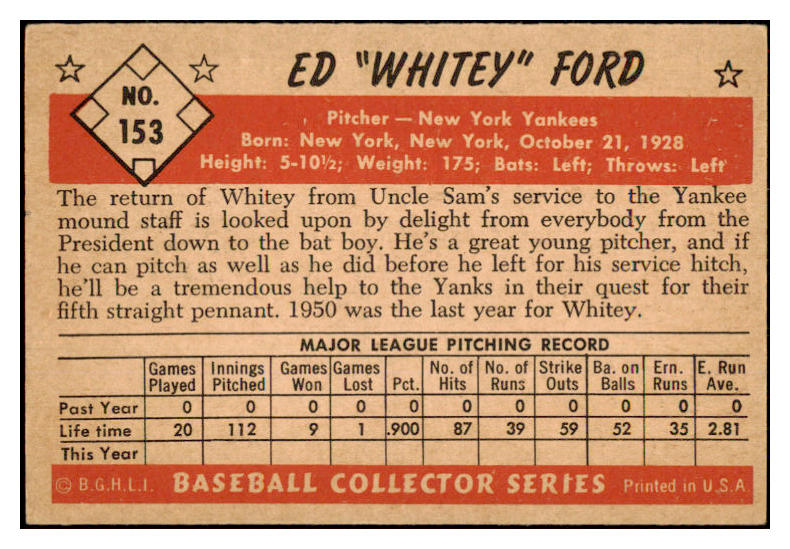 ED "WHITEY" FORD
NO.
153
Pitcher — New York Yankees
Born: New York, New York, October 21, 1928
Height: 5-10½; Weight: 175; Bats: Left; Throws: Left
The return of Whitey from Uncle Sam's service to the Yankee
mound staff is looked upon by delight from everybody from the
President down to the bat boy. He's a great young pitcher, and if
he can pitch as well as he did before he left for his service hitch,
he'll be a tremendous help to the Yanks in their quest for their
fifth straight pennant. 1950 was the last year for Whitey.
MAJOR LEAGUE PITCHING RECORD
Games Played Innings Pitched Games Won Games Lost Pct. No. of Hits No. of Runs Strike Outs Ba. on Balls Ern. Runs E. Run Ave.
Past Year 0 0 0 0 0 0 0 0 0 0 0
Life time 20 112 9 1 .900 87 39 59 52 35 2.81
This Year
© B.G.H.L.I. BASEBALL COLLECTOR SERIES Printed in U.S.A.